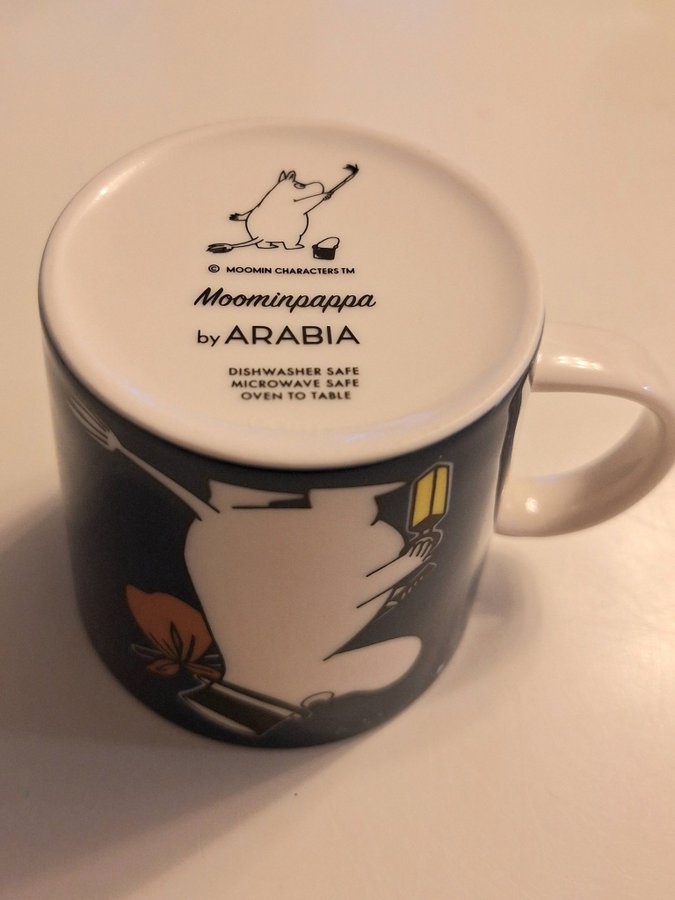 © MOOMIN CHARACTERS TM
Moominpappa
by ARABIA
DISHWASHER SAFE
MICROWAVE SAFE
OVEN TO TABLE